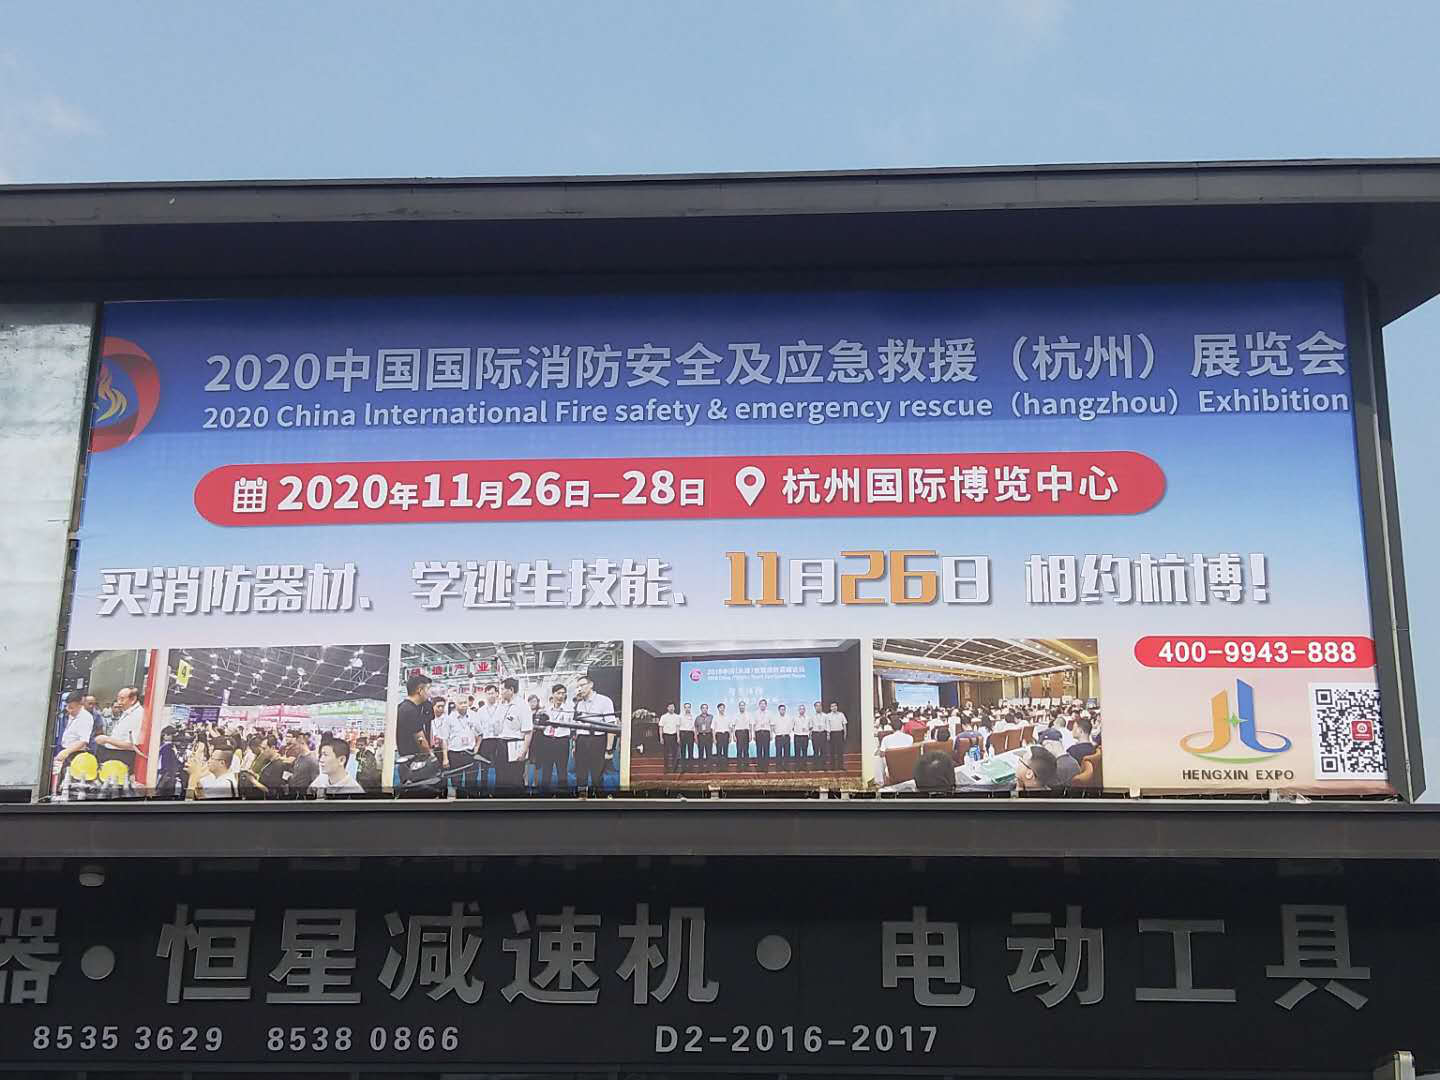 2020中国国际消防安全及应急救援（杭州）展览会
2020 China International Fire safety & emergency rescue（hangzhou）Exhibition
2020年11月26日—28日 杭州国际博览中心
买消防器材、学逃生技能、11月26日 相约杭博！
400-9943-888
HENGXIN EXPO
器·恒星减速机·电动工具
8535 3629 8538 0866 D2-2016-2017